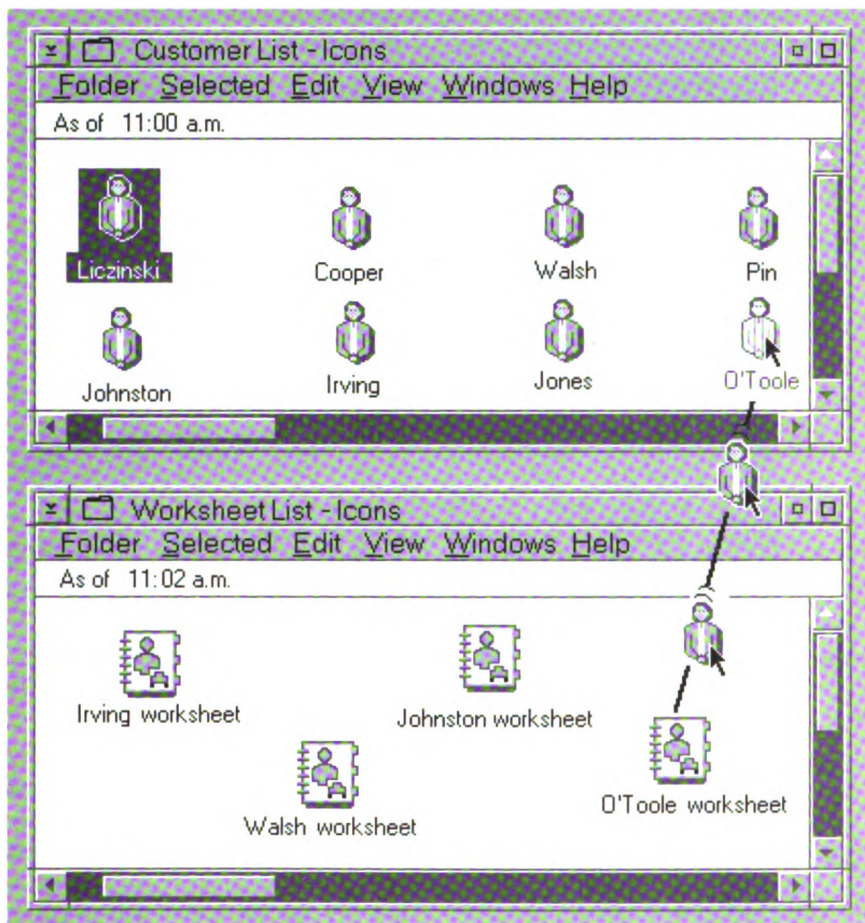 Customer List - Icons
Folder Selected Edit View Windows Help
As of 11:00 a.m.
Liczinski Cooper Walsh Pin
Johnston Irving Jones O'Toole
Worksheet List - Icons
Folder Selected Edit View Windows Help
As of 11:02 a.m.
Irving worksheet Johnston worksheet
Walsh worksheet O'Toole worksheet